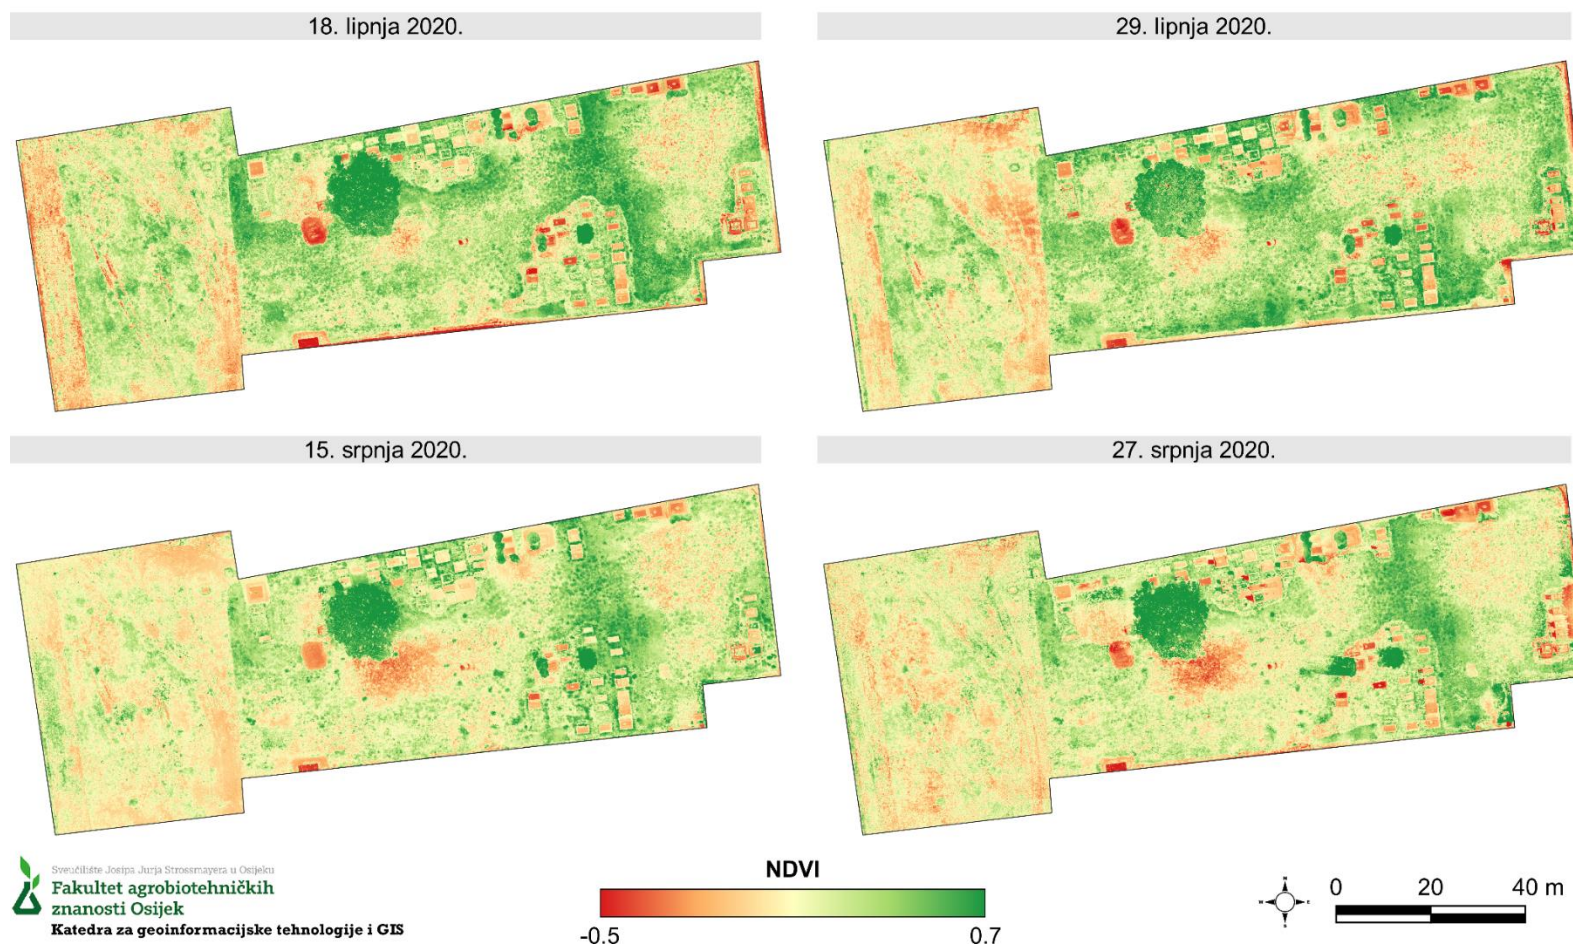 18. lipnja 2020.
29. lipnja 2020.
15. srpnja 2020.
27. srpnja 2020.
Sveučilište Josipa Jurja Strossmayera u Osijeku
Fakultet agrobiotehničkih
znanosti Osijek
Katedra za geoinformacijske tehnologije i GIS
NDVI
-0.5
0.7
N
W
E
S
0
20
40 m